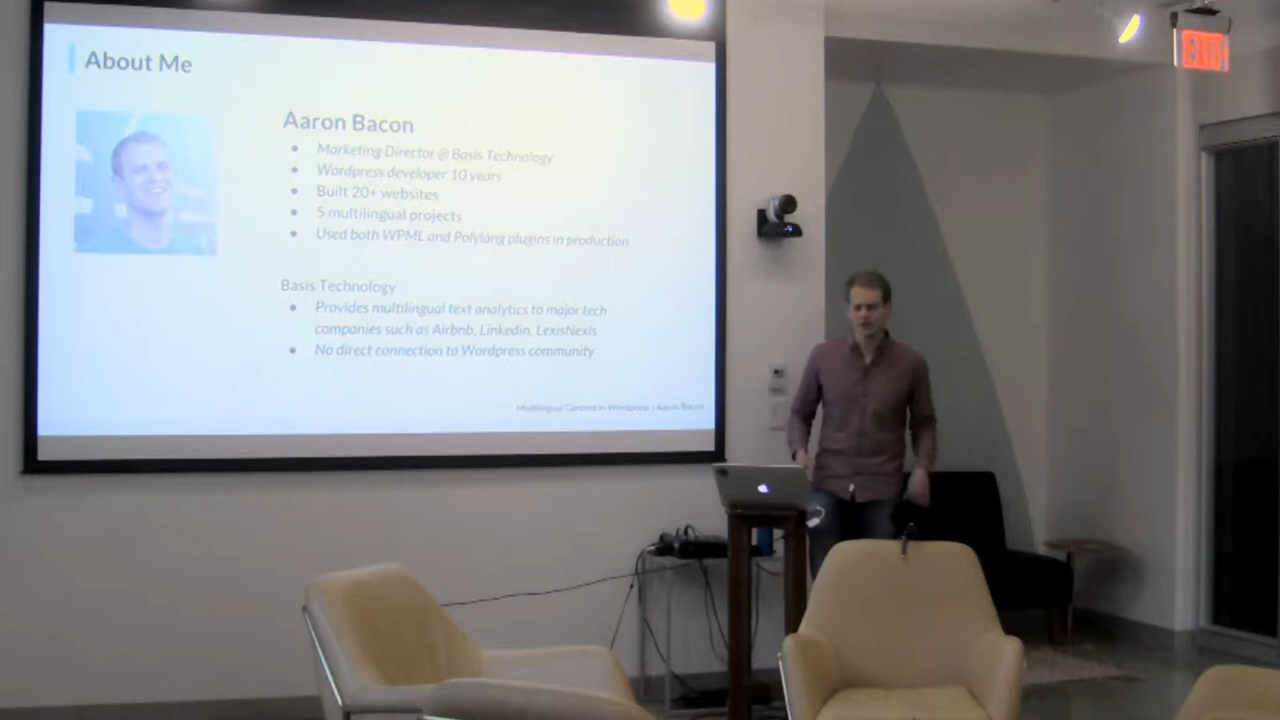 About Me
Aaron Bacon
Marketing Director @ Basis Technology
Wordpress developer 10 years
Built 20+ websites
5 multilingual projects
Used both WPML and Polylang plugins in production
Basis Technology
Provides multilingual text analytics to major tech
companies such as Airbnb, Linkedin, LexisNexis
No direct connection to Wordpress community
Multilingual Content in Wordpress | Aaron Bacon
EXIT